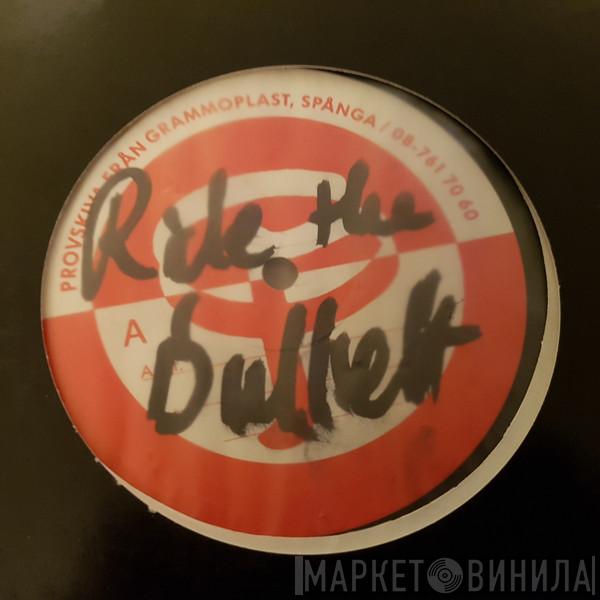 PROVSKIVA FRÅN GRAMMOPLAST, SPÅNGA / 08-761 70 60
Ride the
Bullett
A
МАРКЕТ ВИНИЛА